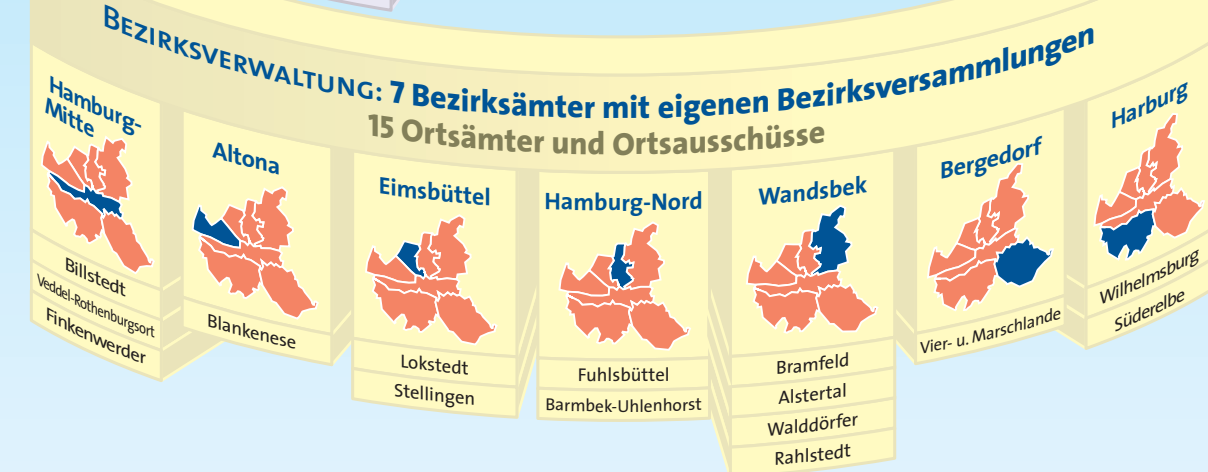 BEZIRKSVERWALTUNG: 7 Bezirksämter mit eigenen Bezirksversammlungen
15 Ortsämter und Ortsausschüsse
Hamburg-
Mitte
Billstedt
Veddel-Rothenburgsort
Finkenwerder
Altona
Blankenese
Eimsbüttel
Lokstedt
Stellingen
Hamburg-Nord
Fuhlsbüttel
Barmbek-Uhlenhorst
Wandsbek
Bramfeld
Alstertal
Walddörfer
Rahlstedt
Bergedorf
Vier- u. Marschlande
Harburg
Wilhelmsburg
Süderelbe